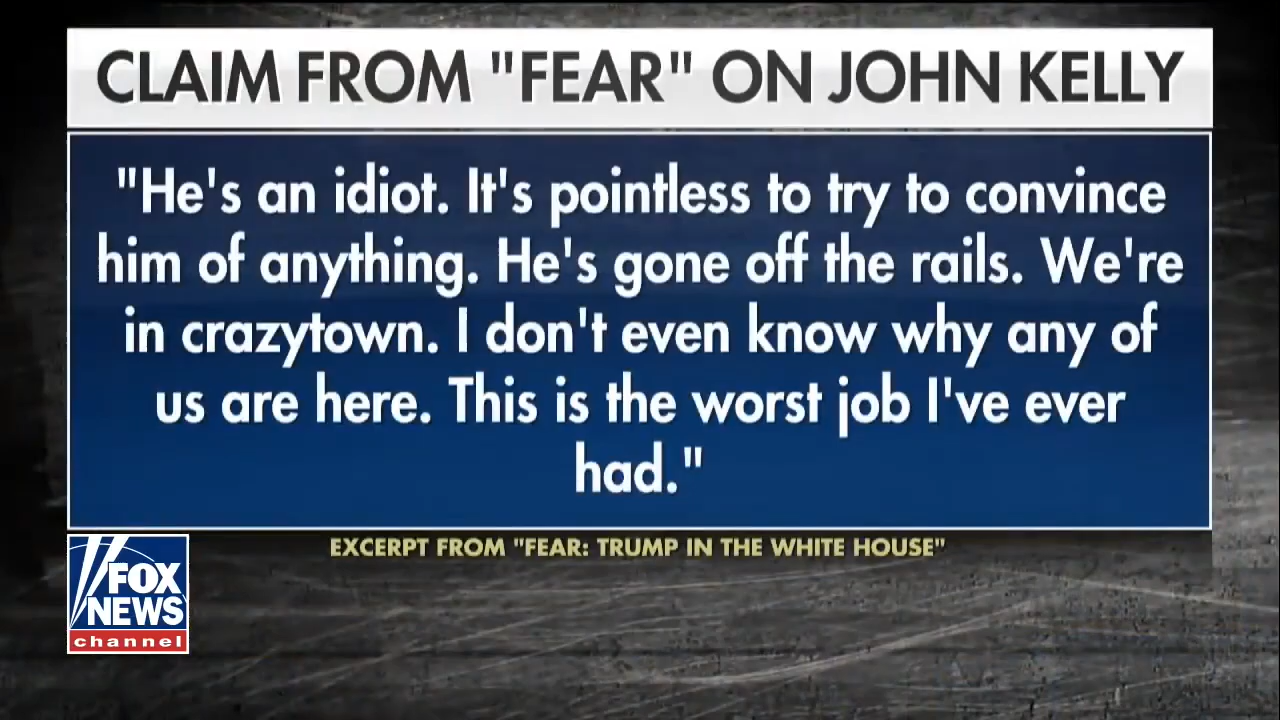 CLAIM FROM "FEAR" ON JOHN KELLY
"He's an idiot. It's pointless to try to convince
him of anything. He's gone off the rails. We're
in crazytown. I don't even know why any of
us are here. This is the worst job I've ever
had."
EXCERPT FROM "FEAR: TRUMP IN THE WHITE HOUSE"
FOX
NEWS
channel